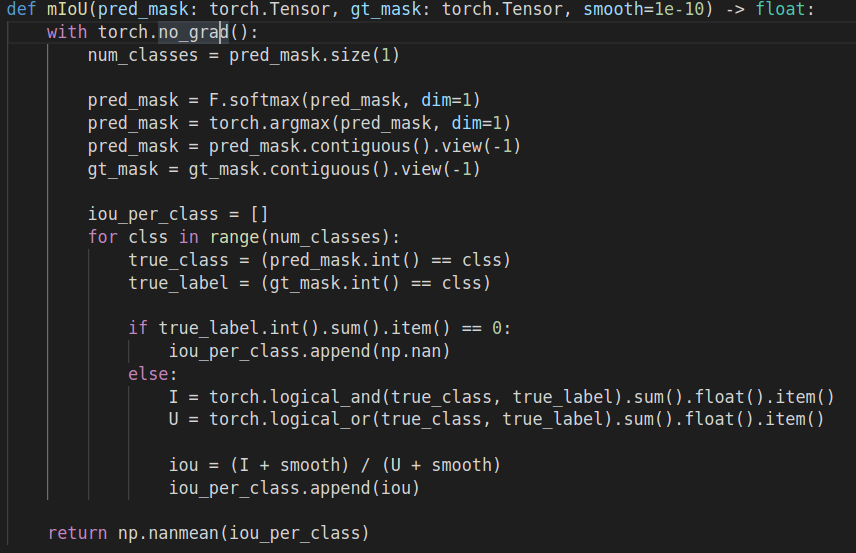 def mIoU(pred_mask: torch.Tensor, gt_mask: torch.Tensor, smooth=1e-10) -> float:
    with torch.no_grad():
        num_classes = pred_mask.size(1)

        pred_mask = F.softmax(pred_mask, dim=1)
        pred_mask = torch.argmax(pred_mask, dim=1)
        pred_mask = pred_mask.contiguous().view(-1)
        gt_mask = gt_mask.contiguous().view(-1)

        iou_per_class = []
        for clss in range(num_classes):
            true_class = (pred_mask.int() == clss)
            true_label = (gt_mask.int() == clss)

            if true_label.int().sum().item() == 0:
                iou_per_class.append(np.nan)
            else:
                I = torch.logical_and(true_class, true_label).sum().float().item()
                U = torch.logical_or(true_class, true_label).sum().float().item()

                iou = (I + smooth) / (U + smooth)
                iou_per_class.append(iou)

    return np.nanmean(iou_per_class)